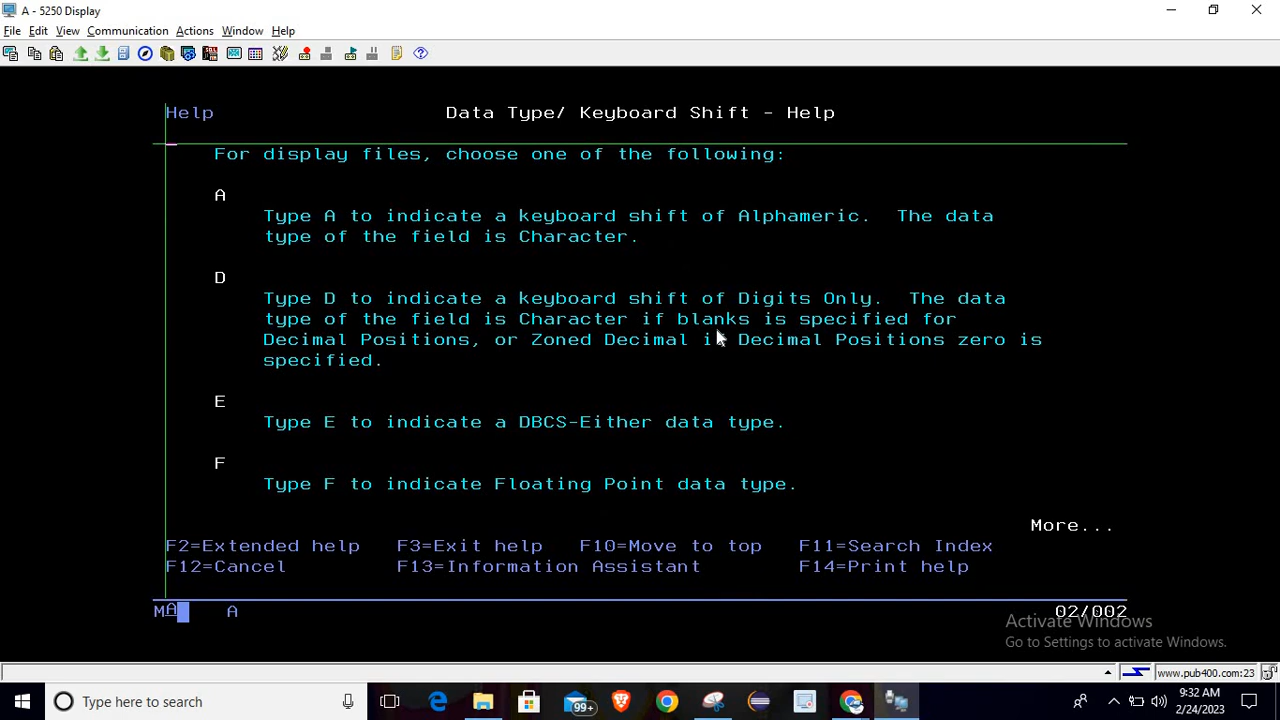 A - 5250 Display
File Edit View Communication Actions Window Help
Help Data Type/ Keyboard Shift - Help
For display files, choose one of the following:
A
Type A to indicate a keyboard shift of Alphameric. The data
type of the field is Character.
D
Type D to indicate a keyboard shift of Digits Only. The data
type of the field is Character if blanks is specified for
Decimal Positions, or Zoned Decimal if Decimal Positions zero is
specified.
E
Type E to indicate a DBCS-Either data type.
F
Type F to indicate Floating Point data type.
More...
F2=Extended help F3=Exit help F10=Move to top F11=Search Index
F12=Cancel F13=Information Assistant F14=Print help
MA A 02/002
Activate Windows
Go to Settings to activate Windows.
www.pub400.com:23
Type here to search 99+ 9:32 AM
2/24/2023